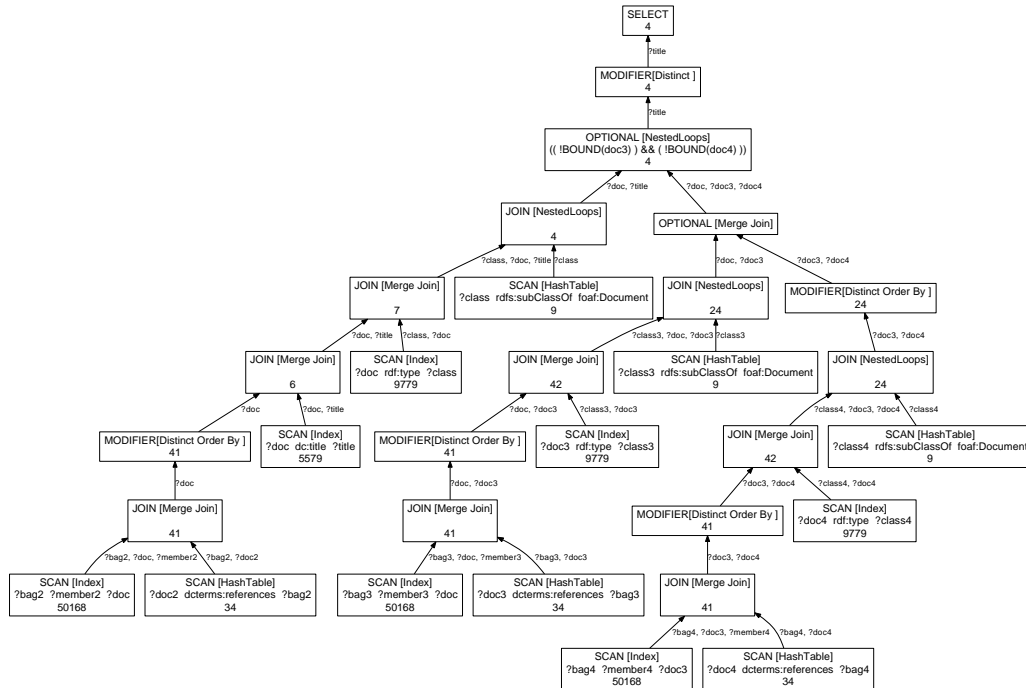 SELECT
4
?title
MODIFIER[Distinct ]
4
?title
OPTIONAL [NestedLoops]
(( !BOUND(doc3) ) && ( !BOUND(doc4) ))
4
?doc, ?title
?doc, ?doc3, ?doc4
JOIN [NestedLoops]
4
OPTIONAL [Merge Join]
?class, ?doc, ?title
?class
?doc, ?doc3
?doc3, ?doc4
JOIN [Merge Join]
7
SCAN [HashTable]
?class rdfs:subClassOf foaf:Document
9
JOIN [NestedLoops]
24
MODIFIER[Distinct Order By ]
24
?doc, ?title
?class, ?doc
?class3, ?doc, ?doc3
?class3
?doc3, ?doc4
JOIN [Merge Join]
6
SCAN [Index]
?doc rdf:type ?class
9779
JOIN [Merge Join]
42
SCAN [HashTable]
?class3 rdfs:subClassOf foaf:Document
9
JOIN [NestedLoops]
24
?doc
?doc, ?title
?doc, ?doc3
?class3, ?doc3
?class4, ?doc3, ?doc4
?class4
MODIFIER[Distinct Order By ]
41
SCAN [Index]
?doc dc:title ?title
5579
MODIFIER[Distinct Order By ]
41
SCAN [Index]
?doc3 rdf:type ?class3
9779
JOIN [Merge Join]
42
SCAN [HashTable]
?class4 rdfs:subClassOf foaf:Document
9
?doc
?doc, ?doc3
?doc3, ?doc4
?class4, ?doc4
JOIN [Merge Join]
41
JOIN [Merge Join]
41
MODIFIER[Distinct Order By ]
41
SCAN [Index]
?doc4 rdf:type ?class4
9779
?bag2, ?doc, ?member2
?bag2, ?doc2
?bag3, ?doc, ?member3
?bag3, ?doc3
?doc3, ?doc4
SCAN [Index]
?bag2 ?member2 ?doc
50168
SCAN [HashTable]
?doc2 dcterms:references ?bag2
34
SCAN [Index]
?bag3 ?member3 ?doc
50168
SCAN [HashTable]
?doc3 dcterms:references ?bag3
34
JOIN [Merge Join]
41
?bag4, ?doc3, ?member4
?bag4, ?doc4
SCAN [Index]
?bag4 ?member4 ?doc3
50168
SCAN [HashTable]
?doc4 dcterms:references ?bag4
34